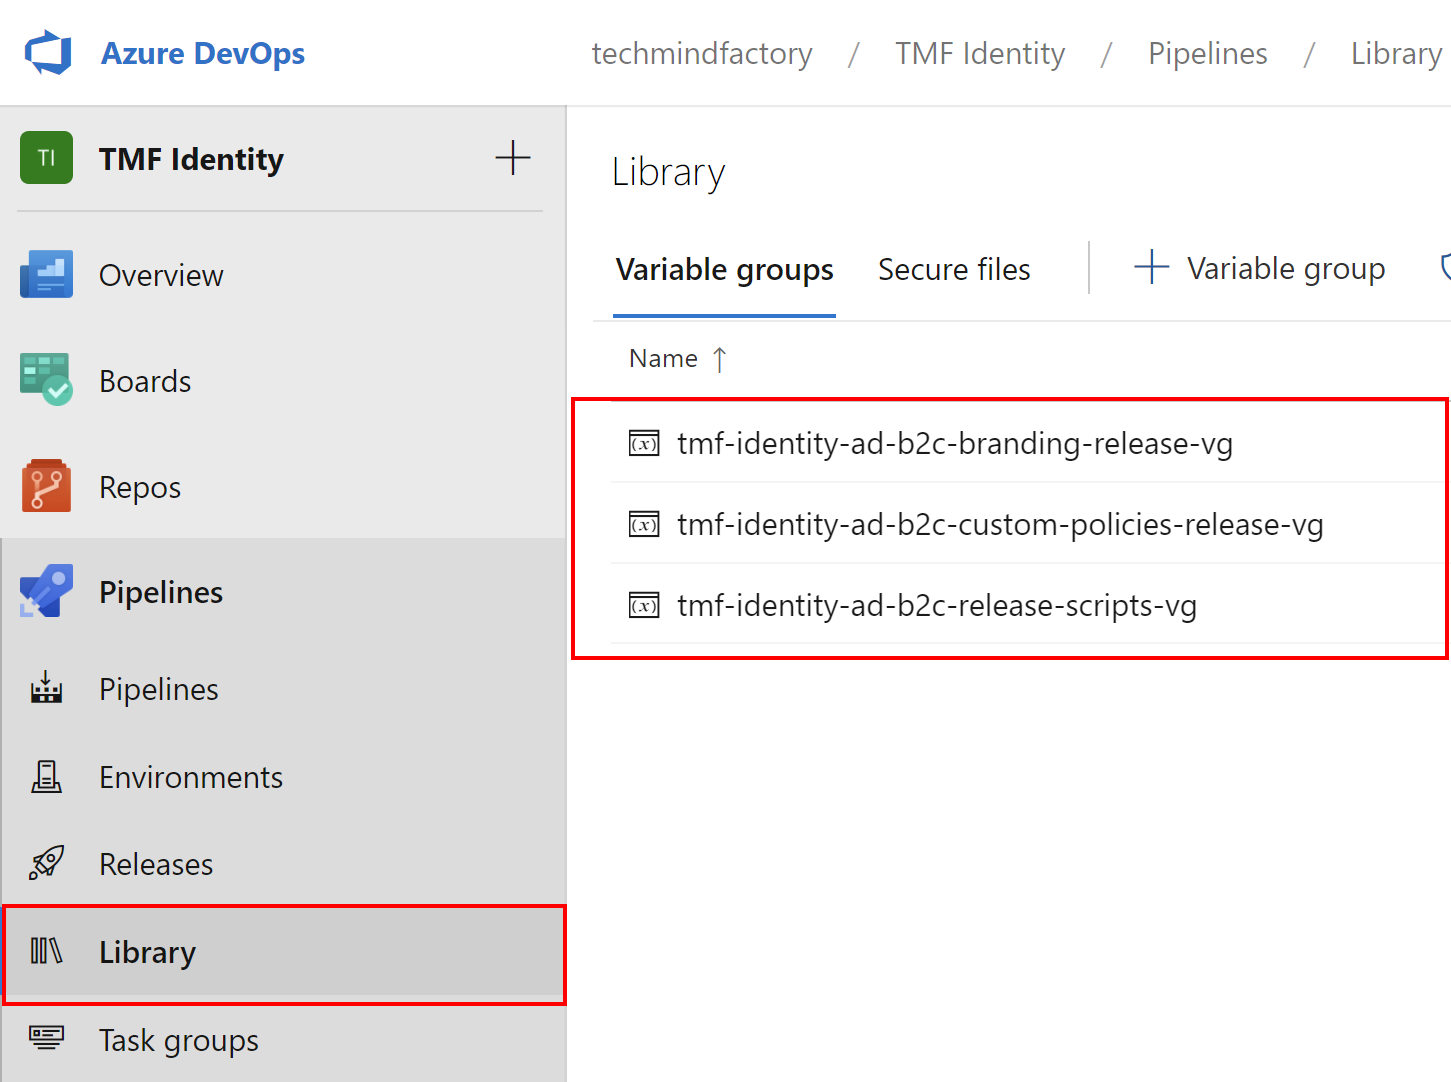 Azure DevOps
techmindfactory / TMF Identity / Pipelines / Library
TI
TMF Identity
Overview
Boards
Repos
Pipelines
Pipelines
Environments
Releases
Library
Task groups
Library
Variable groups Secure files + Variable group
Name ↑
(x) tmf-identity-ad-b2c-branding-release-vg
(x) tmf-identity-ad-b2c-custom-policies-release-vg
(x) tmf-identity-ad-b2c-release-scripts-vg